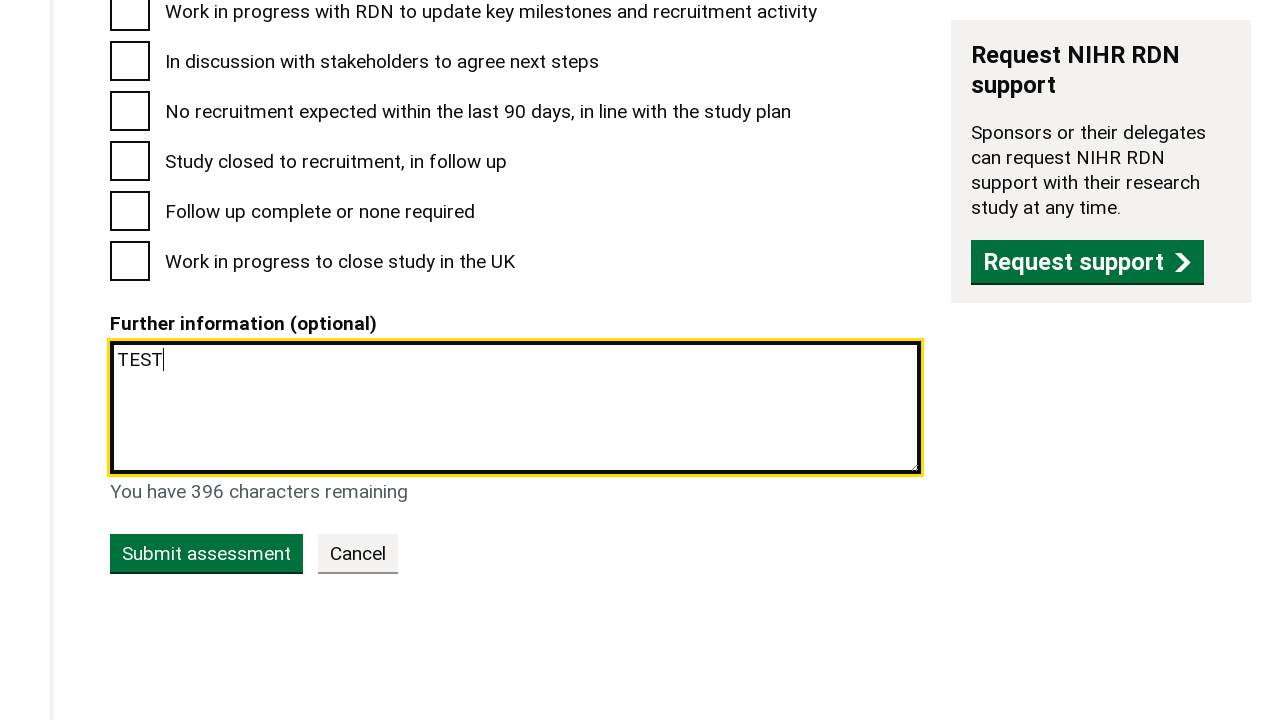 Work in progress with RDN to update key milestones and recruitment activity
In discussion with stakeholders to agree next steps
No recruitment expected within the last 90 days, in line with the study plan
Study closed to recruitment, in follow up
Follow up complete or none required
Work in progress to close study in the UK
Further information (optional)
TEST
You have 396 characters remaining
Submit assessment
Cancel
Request NIHR RDN
support
Sponsors or their delegates
can request NIHR RDN
support with their research
study at any time.
Request support